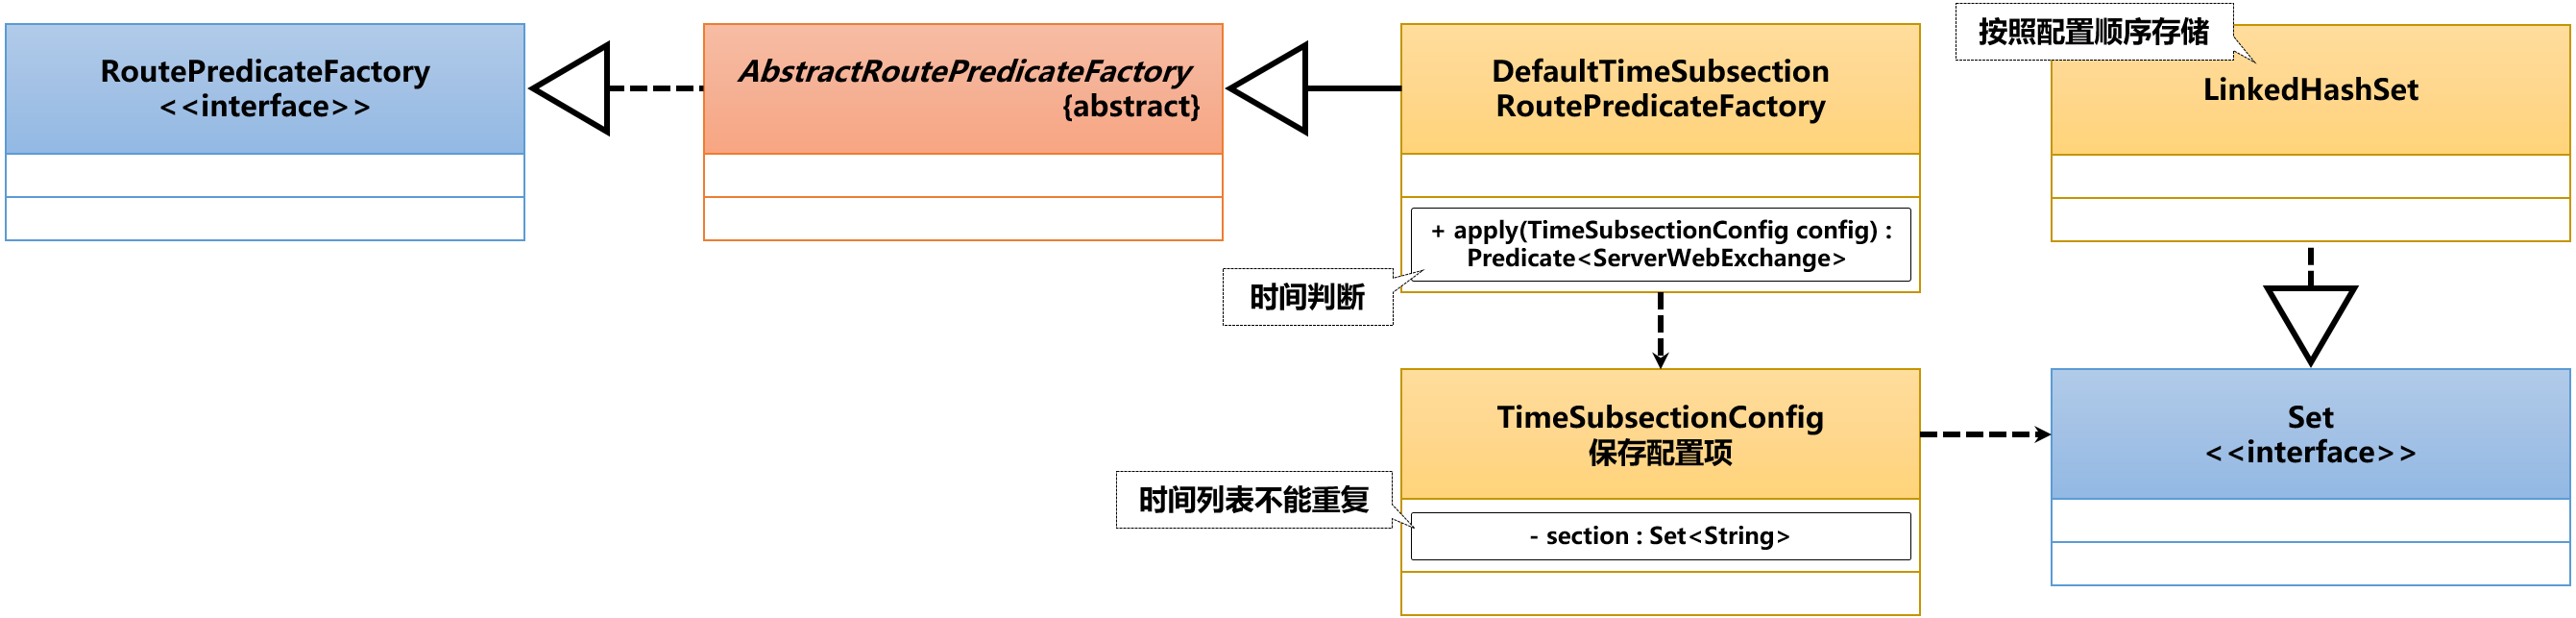 RoutePredicateFactory
<<interface>>
AbstractRoutePredicateFactory
{abstract}
DefaultTimeSubsection
RoutePredicateFactory
+ apply(TimeSubsectionConfig config) :
Predicate<ServerWebExchange>
时间判断
按照配置顺序存储
LinkedHashSet
TimeSubsectionConfig
保存配置项
时间列表不能重复
- section : Set<String>
Set
<<interface>>